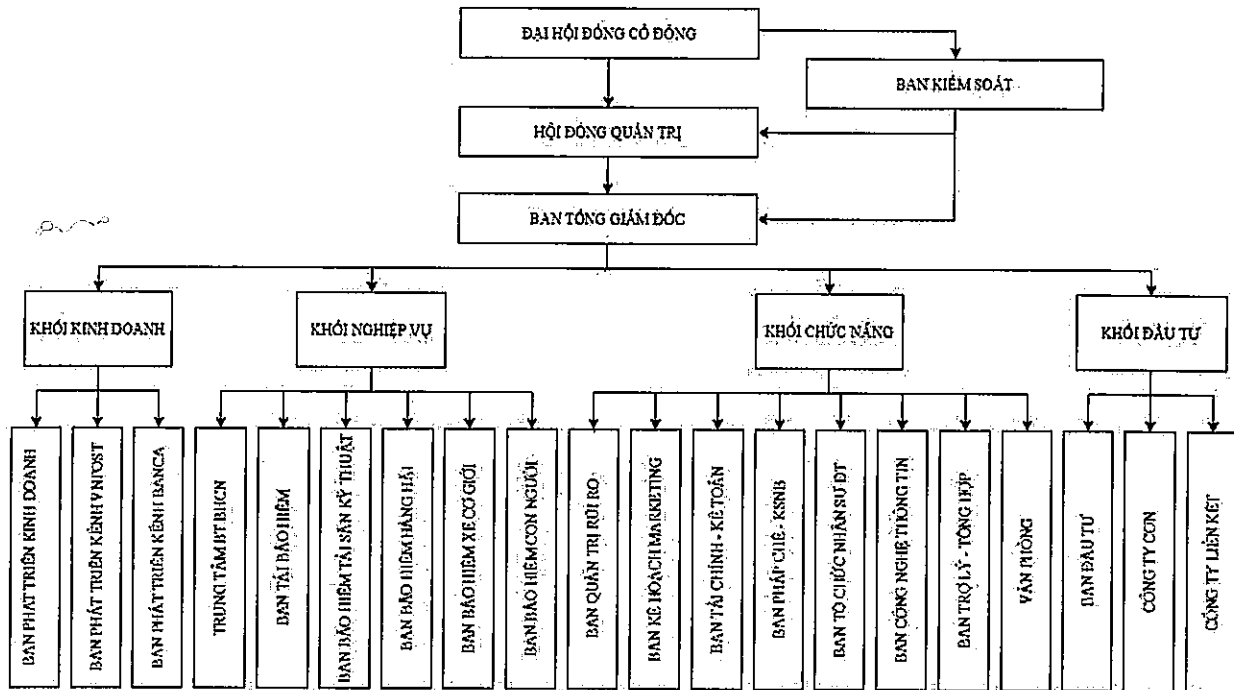 ĐẠI HỘI ĐỒNG CỔ ĐÔNG
BAN KIỂM SOÁT
HỘI ĐỒNG QUẢN TRỊ
BAN TỔNG GIÁM ĐỐC
KHỐI KINH DOANH
KHỐI NGHIỆP VỤ
KHỐI CHỨC NĂNG
KHỐI ĐẦU TƯ
BAN PHÁT TRIỂN KINH DOANH
BAN PHÁT TRIỂN KÊNH VNPOST
BAN PHÁT TRIỂN KÊNH BANCA
TRUNG TÂM BT BHCN
BAN TÁI BẢO HIỂM
BAN BẢO HIỂM TÀI SẢN KỸ THUẬT
BAN BẢO HIỂM HÀNG HẢI
BAN BẢO HIỂM XE CƠ GIỚI
BAN BẢO HIỂM CON NGƯỜI
BAN QUẢN TRỊ RỦI RO
BAN KẾ HOẠCH MARKETING
BAN TÀI CHÍNH - KẾ TOÁN
BAN PHÁP CHẾ - KSNB
BAN TỔ CHỨC NHÂN SỰ ĐT
BAN CÔNG NGHỆ THÔNG TIN
BAN TRỢ LÝ - TỔNG HỢP
VĂN PHÒNG
BAN ĐẦU TƯ
CÔNG TY CON
CÔNG TY LIÊN KẾT